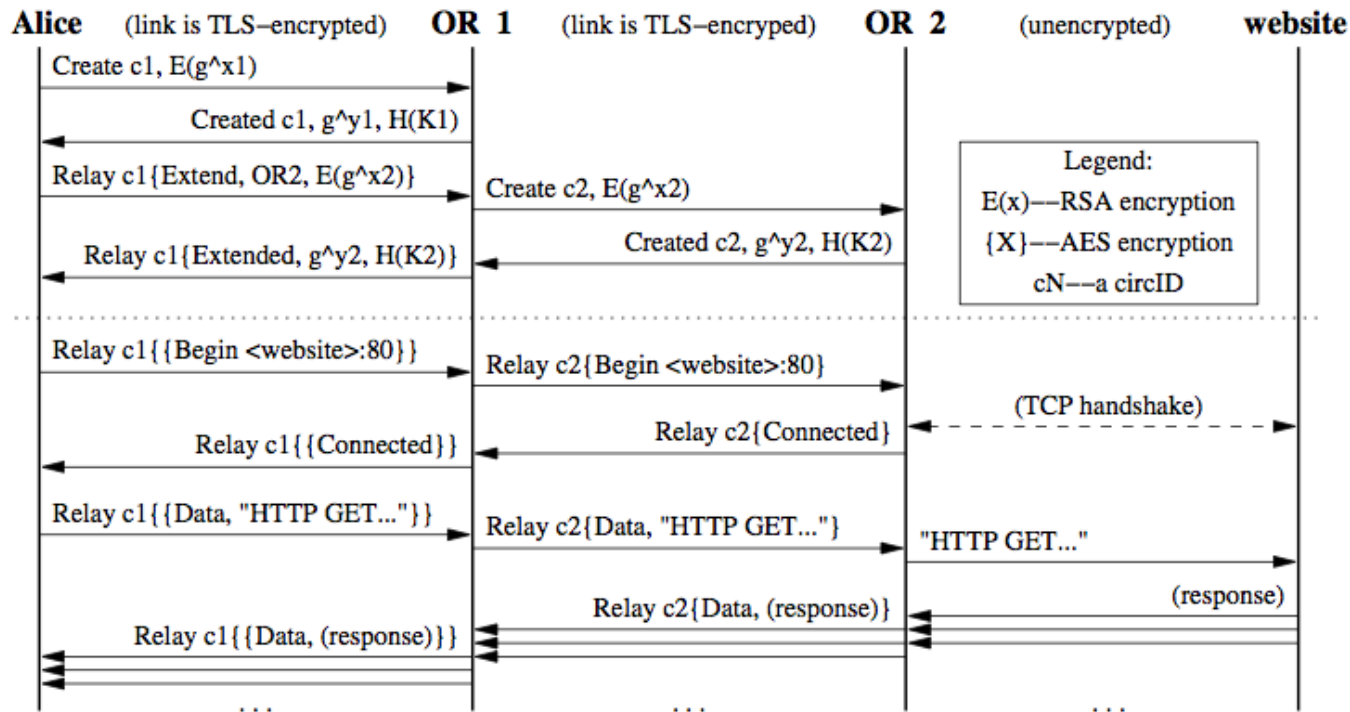 Alice (link is TLS−encrypted) OR 1 (link is TLS−enceryped) OR 2 (unencrypted) website
Create c1, E(g^x1)
Created c1, g^y1, H(K1)
Relay c1{Extend, OR2, E(g^x2)}
Create c2, E(g^x2)
Created c2, g^y2, H(K2)
Relay c1{Extended, g^y2, H(K2)}
Legend:
E(x)−−RSA encryption
{X}−−AES encryption
cN−−a circID
Relay c1{{Begin <website>:80}}
Relay c2{Begin <website>:80}
(TCP handshake)
Relay c2{Connected}
Relay c1{{Connected}}
Relay c1{{Data, "HTTP GET..."}}
Relay c2{Data, "HTTP GET..."}
"HTTP GET..."
(response)
Relay c2{Data, (response)}
Relay c1{{Data, (response)}}
. . . . . . . . .